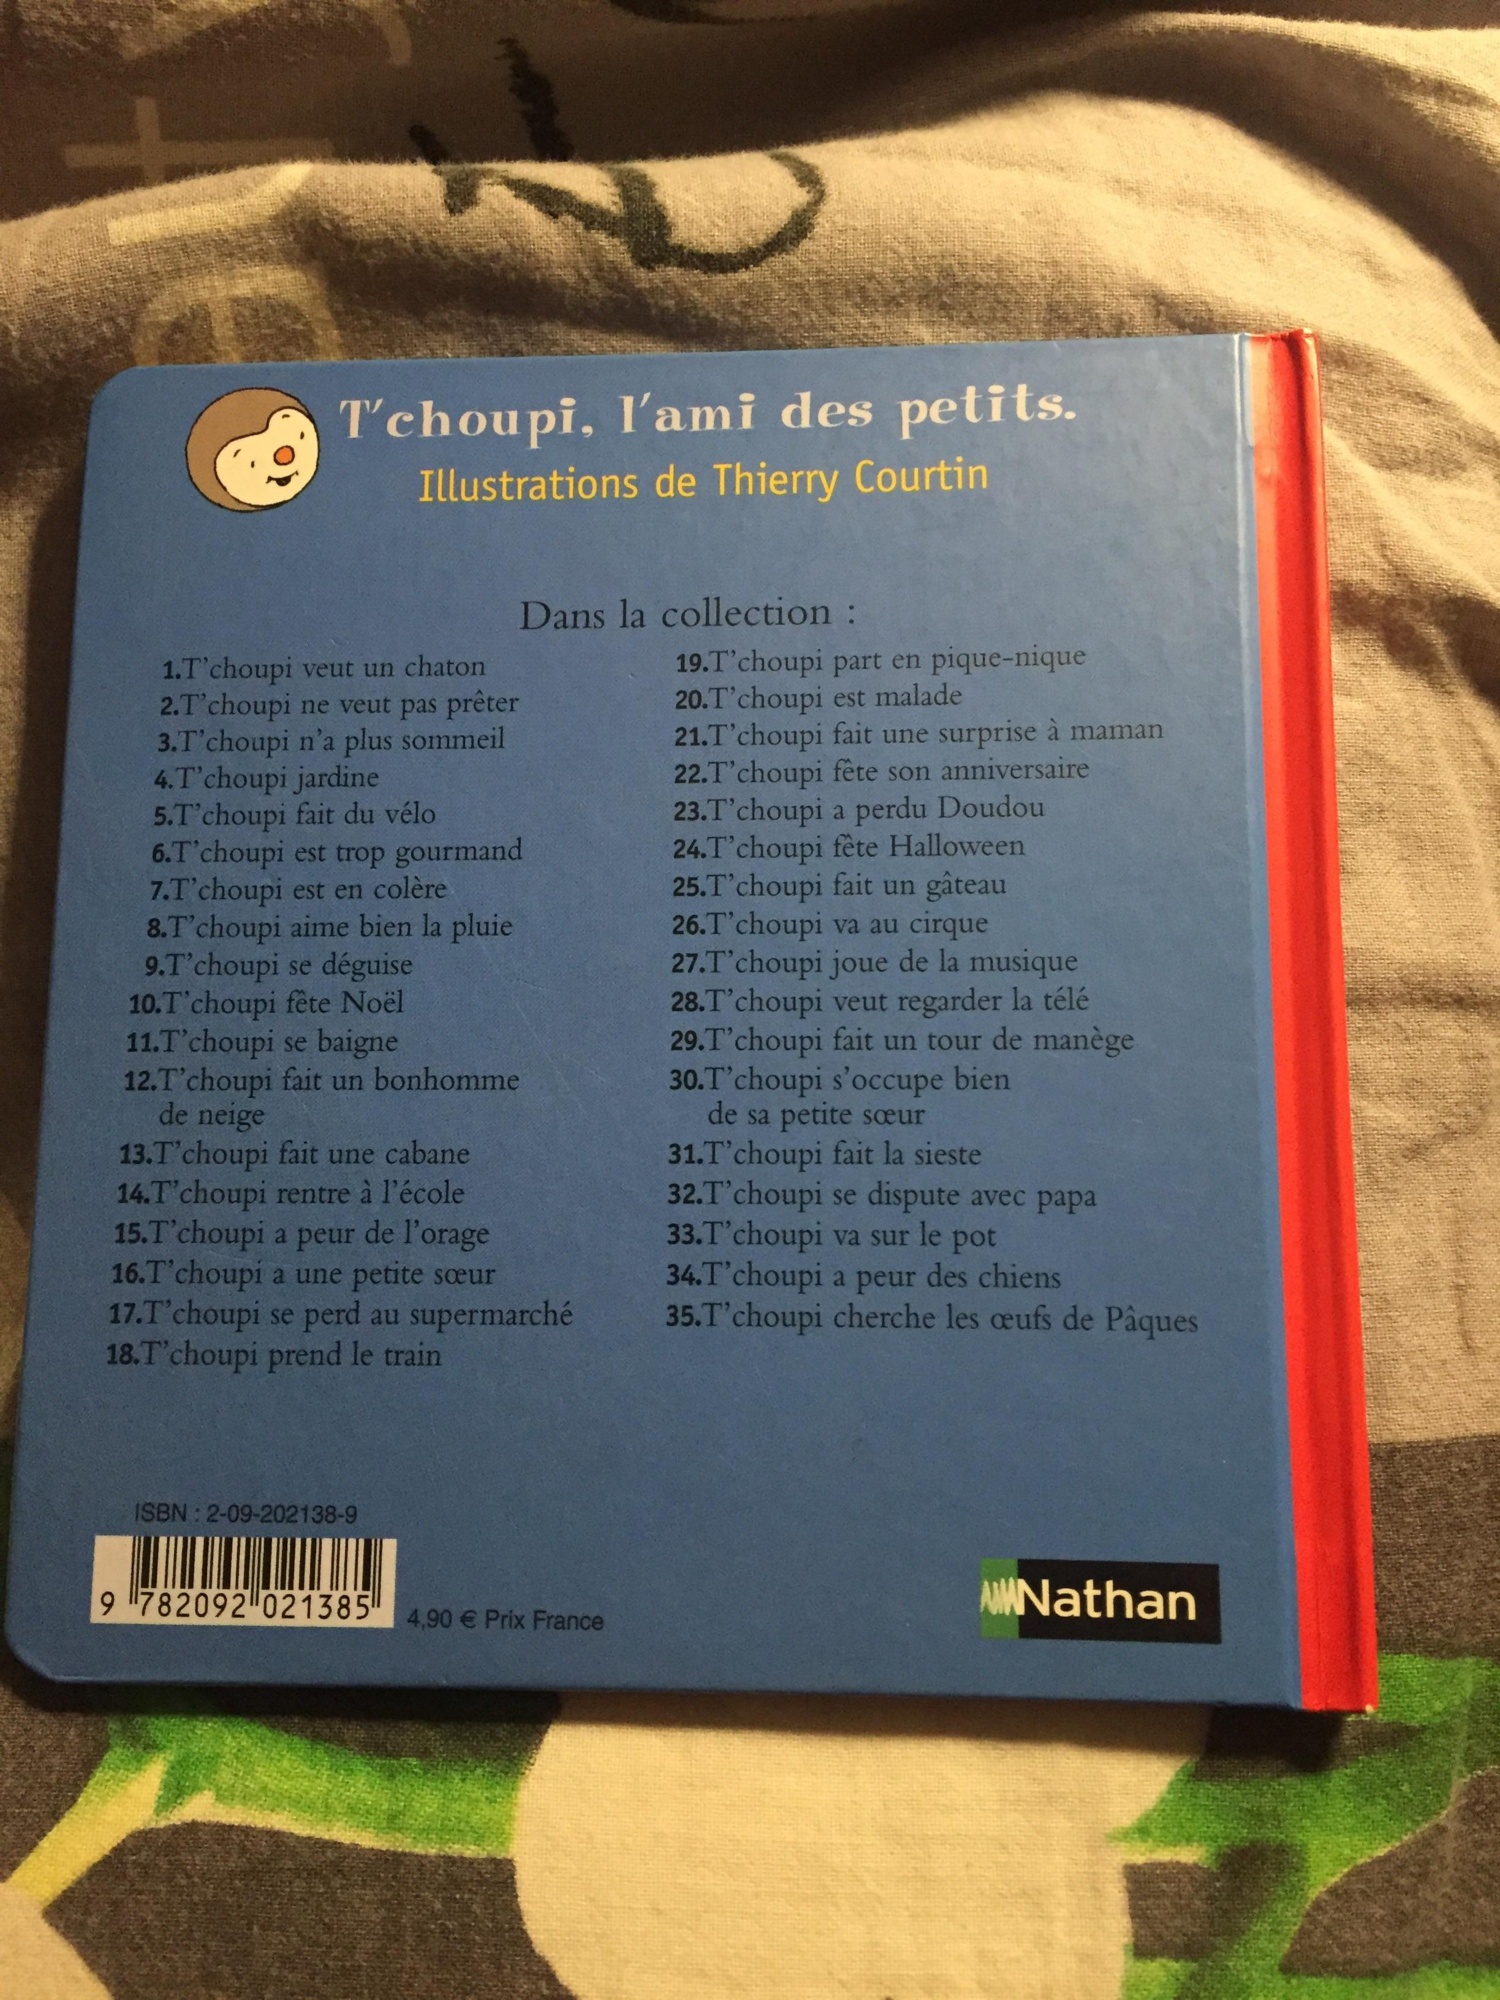 T'choupi, l'ami des petits.
Illustrations de Thierry Courtin
Dans la collection :
1.T'choupi veut un chaton
2.T'choupi ne veut pas prêter
3.T'choupi n'a plus sommeil
4.T'choupi jardine
5.T'choupi fait du vélo
6.T'choupi est trop gourmand
7.T'choupi est en colère
8.T'choupi aime bien la pluie
9.T'choupi se déguise
10.T'choupi fête Noël
11.T'choupi se baigne
12.T'choupi fait un bonhomme
de neige
13.T'choupi fait une cabane
14.T'choupi rentre à l'école
15.T'choupi a peur de l'orage
16.T'choupi a une petite sœur
17.T'choupi se perd au supermarché
18.T'choupi prend le train
19.T'choupi part en pique-nique
20.T'choupi est malade
21.T'choupi fait une surprise à maman
22.T'choupi fête son anniversaire
23.T'choupi a perdu Doudou
24.T'choupi fête Halloween
25.T'choupi fait un gâteau
26.T'choupi va au cirque
27.T'choupi joue de la musique
28.T'choupi veut regarder la télé
29.T'choupi fait un tour de manège
30.T'choupi s'occupe bien
de sa petite sœur
31.T'choupi fait la sieste
32.T'choupi se dispute avec papa
33.T'choupi va sur le pot
34.T'choupi a peur des chiens
35.T'choupi cherche les œufs de Pâques
ISBN : 2-09-202138-9
9 782092 021385
4,90 € Prix France
Nathan